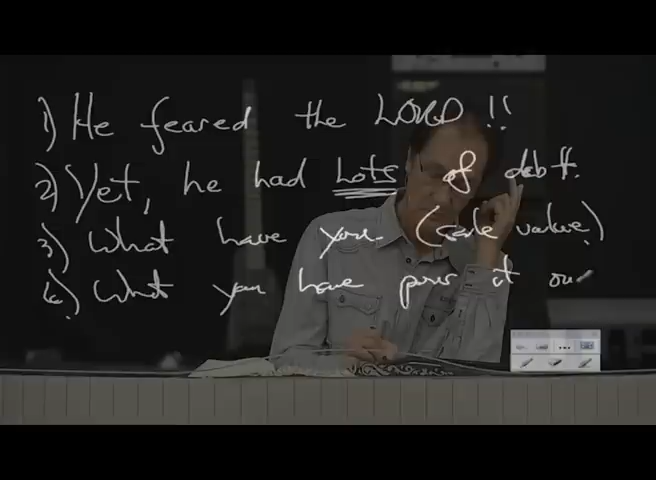 1) He feared the LORD!!
2) Yet, he had Lots of debt.
3) What have you. (sale value)
4) What you have pour it ou